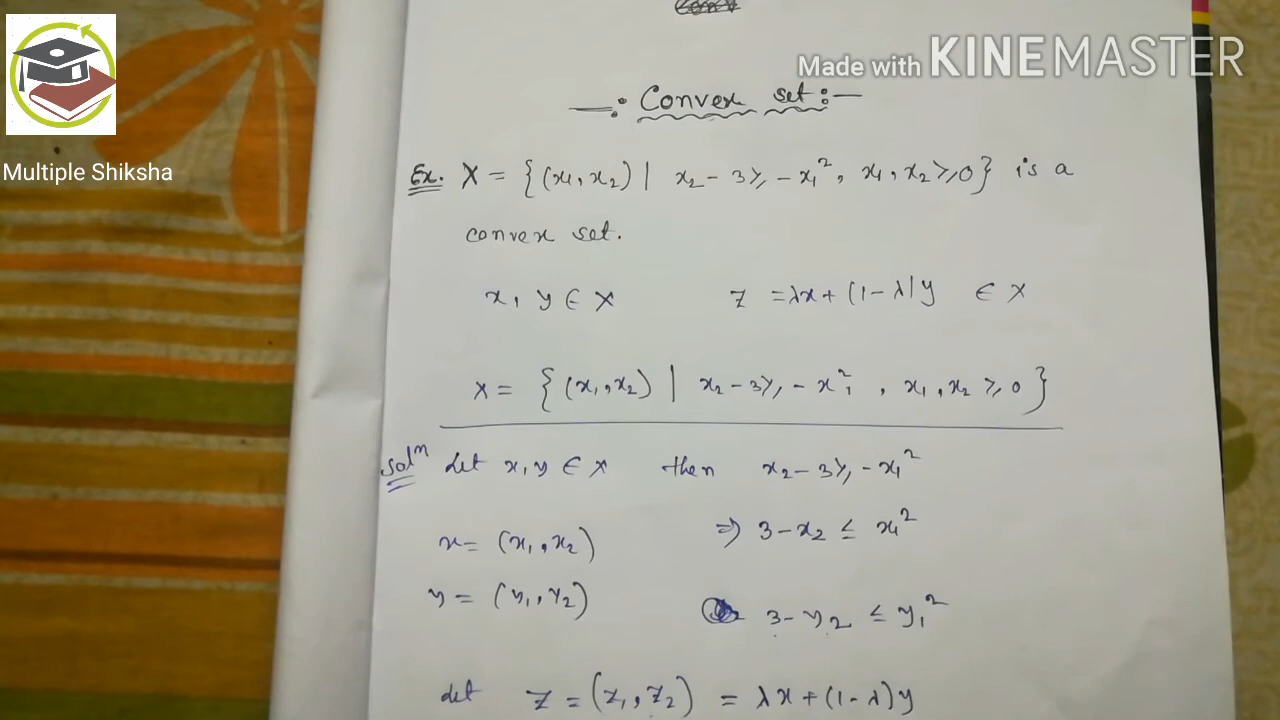 Made with KINEMASTER
Multiple Shiksha
—: Convex set :—
Ex. X = {(x₁, x₂) | x₂ - 3 ≥ - x₁², x₁, x₂ ≥ 0} is a
convex set.
x, y ∈ X z = λx + (1 - λ)y ∈ X
X = {(x₁, x₂) | x₂ - 3 ≥ - x₁², x₁, x₂ ≥ 0}
Solⁿ Let x, y ∈ X then x₂ - 3 ≥ - x₁²
x = (x₁, x₂) ⇒ 3 - x₂ ≤ x₁²
y = (y₁, y₂) 3 - y₂ ≤ y₁²
Let z = (z₁, z₂) = λx + (1 - λ)y